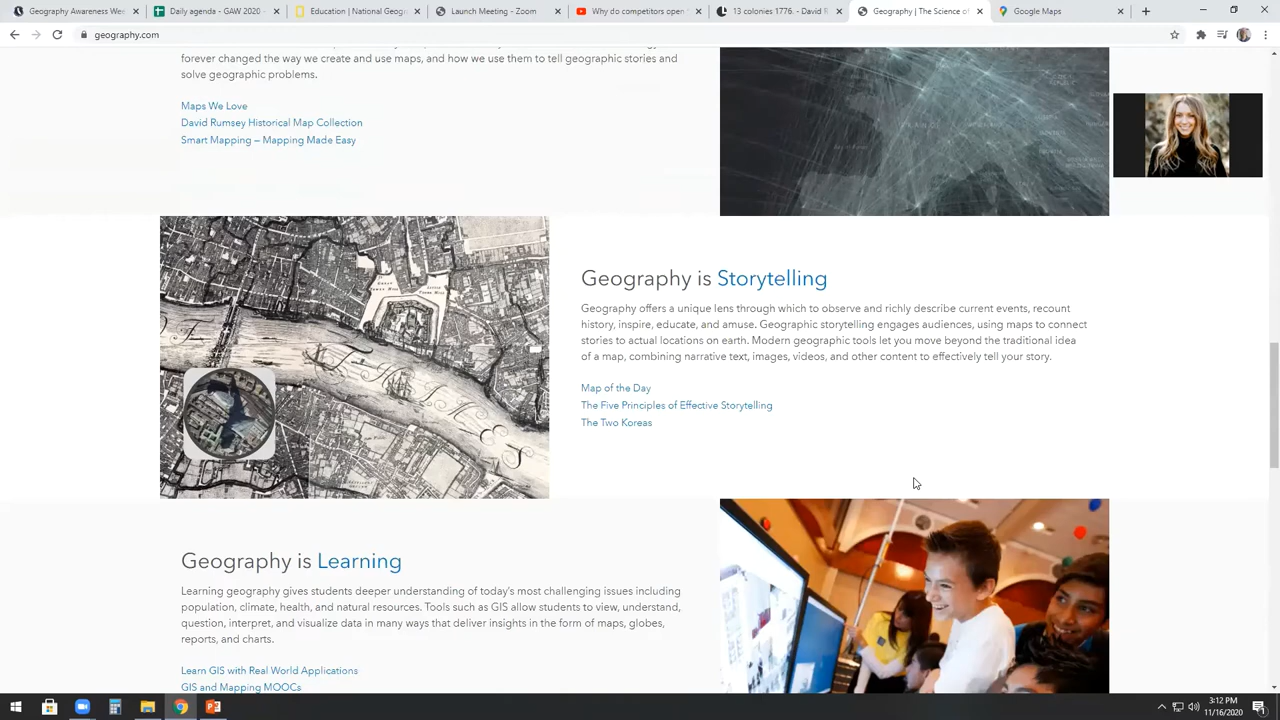 Geography Awareness Wee
Daily agenda - GAW 2020 -
Education | National Geogr
Launch Meeting - Zoom
Why do competitors open
13 colonies 1776. - David R
Geography | The Science of
Google Maps
geography.com
forever changed the way we create and use maps, and how we use them to tell geographic stories and
solve geographic problems.
Maps We Love
David Rumsey Historical Map Collection
Smart Mapping – Mapping Made Easy
Geography is Storytelling
Geography offers a unique lens through which to observe and richly describe current events, recount
history, inspire, educate, and amuse. Geographic storytelling engages audiences, using maps to connect
stories to actual locations on earth. Modern geographic tools let you move beyond the traditional idea
of a map, combining narrative text, images, videos, and other content to effectively tell your story.
Map of the Day
The Five Principles of Effective Storytelling
The Two Koreas
Geography is Learning
Learning geography gives students deeper understanding of today's most challenging issues including
population, climate, health, and natural resources. Tools such as GIS allow students to view, understand,
question, interpret, and visualize data in many ways that deliver insights in the form of maps, globes,
reports, and charts.
Learn GIS with Real World Applications
GIS and Mapping MOOCs
3:12 PM
11/16/2020